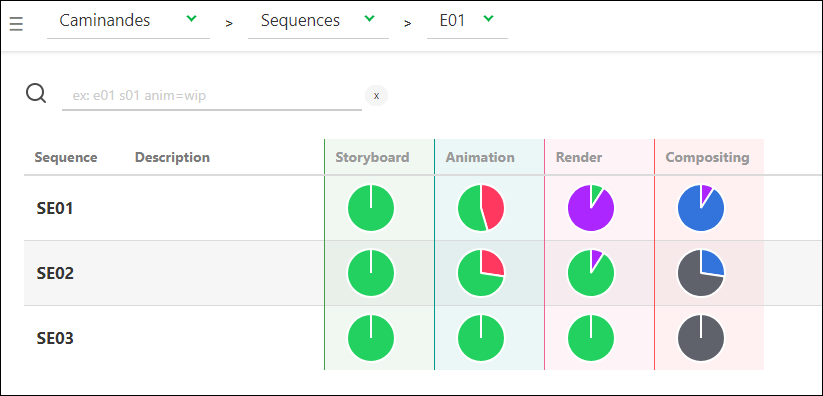 Caminandes > Sequences > E01
ex: e01 s01 anim=wip x
Sequence Description Storyboard Animation Render Compositing
SE01
SE02
SE03